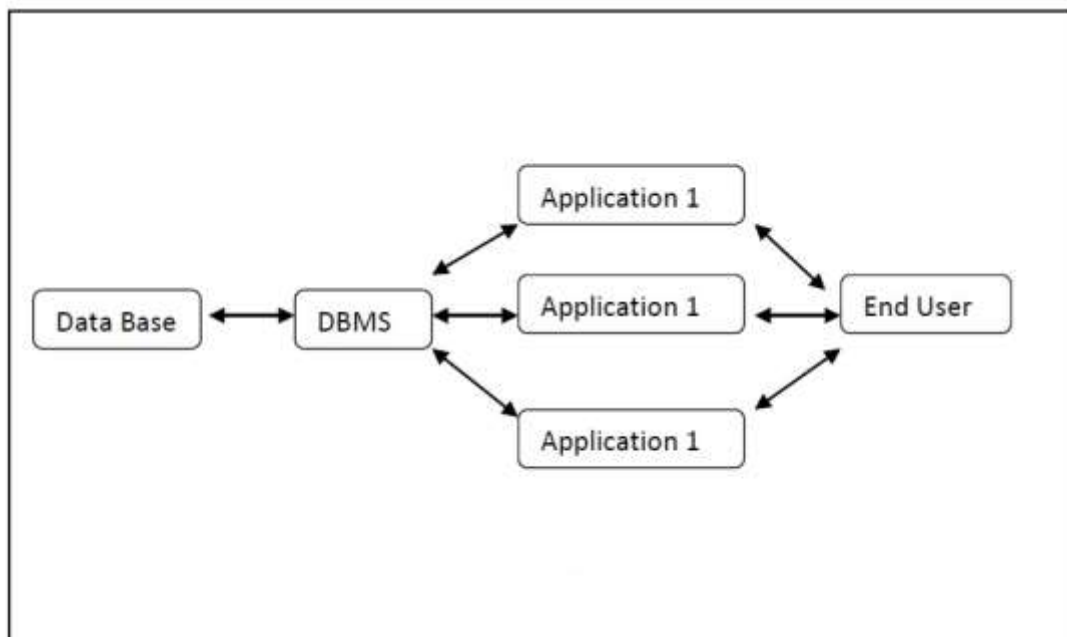 Application 1
Data Base
DBMS
Application 1
End User
Application 1